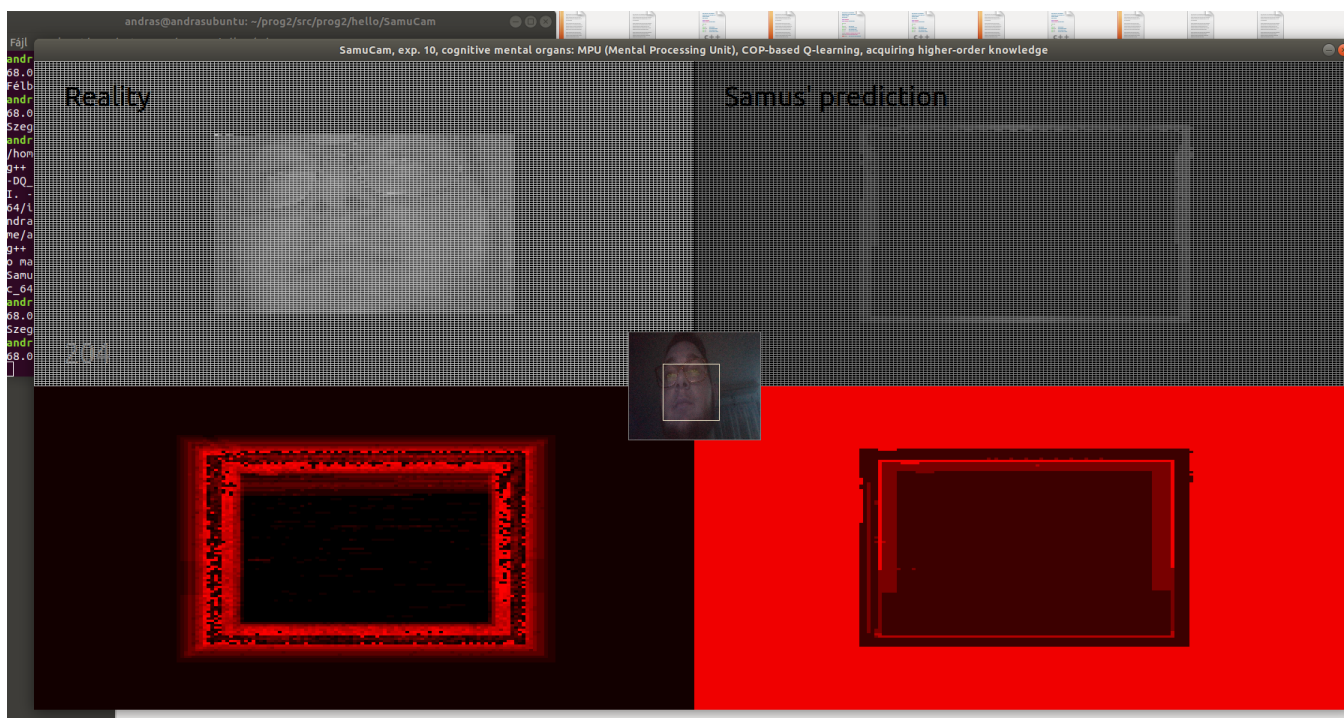 andras@andrasubuntu: ~/prog2/src/prog2/hello/SamuCam
Fájl
SamuCam, exp. 10, cognitive mental organs: MPU (Mental Processing Unit), COP-based Q-learning, acquiring higher-order knowledge
andr
68.0
Félb
andr
68.0
Szeg
andr
/hom
g++
-DQ_
I. -
64/i
ndra
me/a
g++
o ma
Samu
c_64
andr
68.0
Szeg
andr
68.0
Reality
Samus' prediction
204